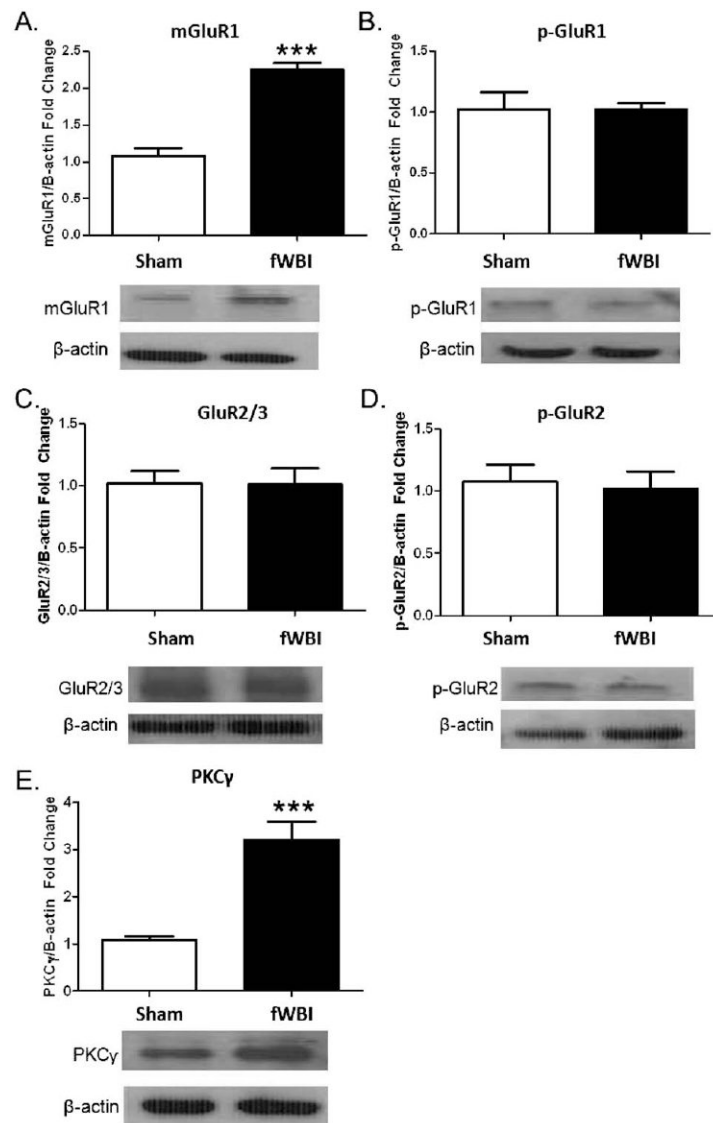 A.
mGluR1
mGluR1/B-actin Fold Change
2.5
2.0
1.5
1.0
0.5
0.0
***
Sham fWBI
mGluR1
β-actin
B.
p-GluR1
p-GluR1/B-actin Fold Change
1.5
1.0
0.5
0.0
Sham fWBI
p-GluR1
β-actin
C.
GluR2/3
GluR2/3/B-actin Fold Change
1.5
1.0
0.5
0.0
Sham fWBI
GluR2/3
β-actin
D.
p-GluR2
p-GluR2/B-actin Fold Change
1.5
1.0
0.5
0.0
Sham fWBI
p-GluR2
β-actin
E.
PKCγ
PKCγ/B-actin Fold Change
4
3
2
1
0
***
Sham fWBI
PKCγ
β-actin